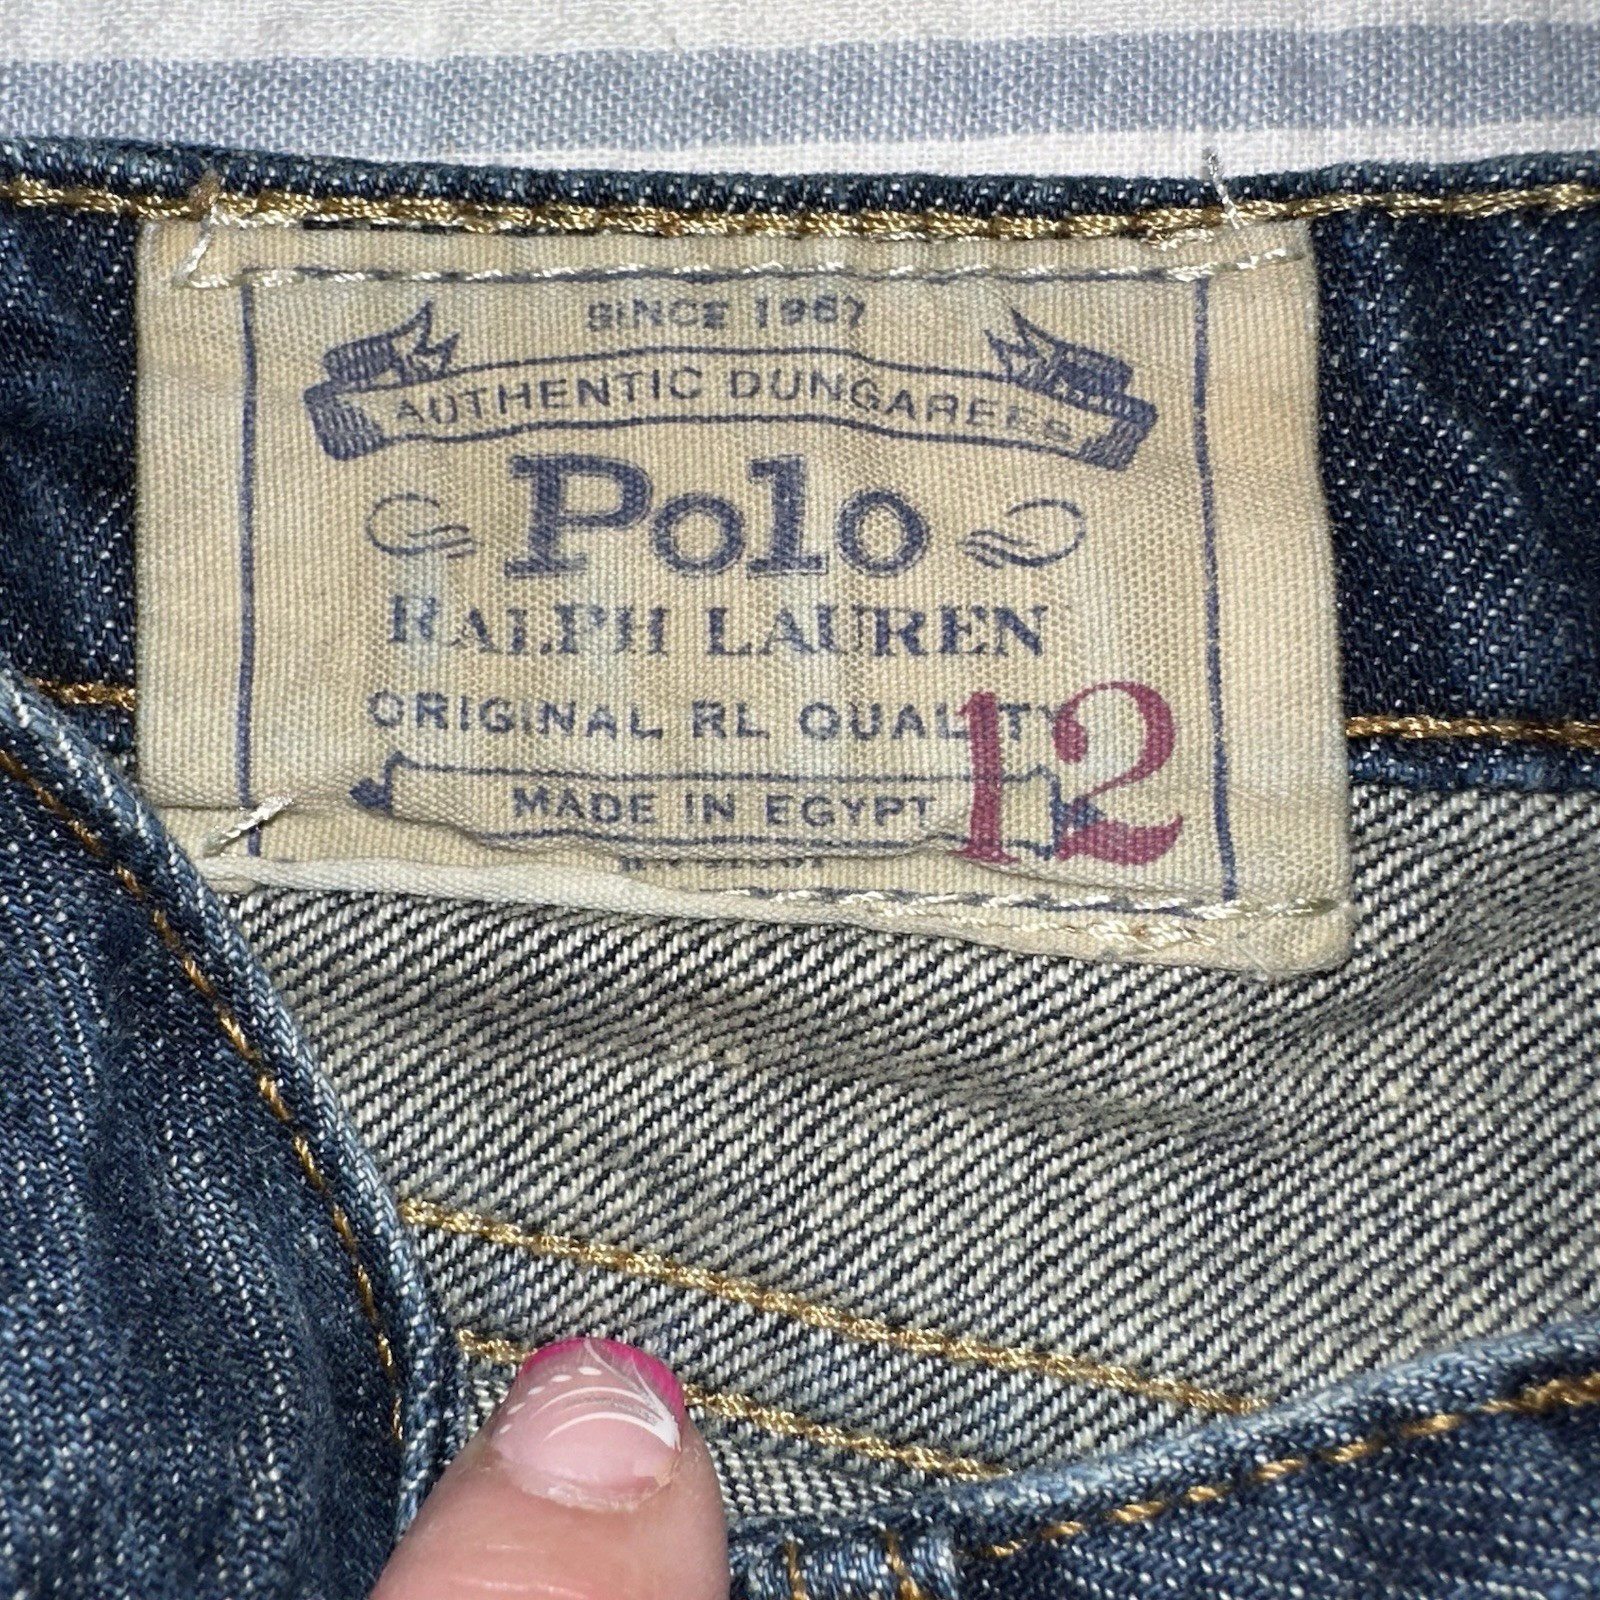 SINCE 1967
AUTHENTIC DUNGAREES
Polo
RALPH LAUREN
ORIGINAL RL QUALITY
12
MADE IN EGYPT